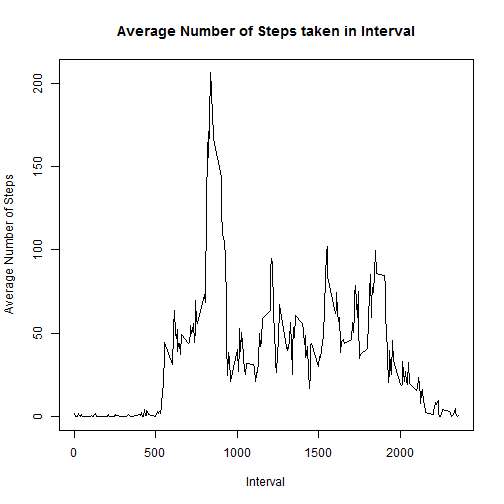 Average Number of Steps taken in Interval
Average Number of Steps
200
150
100
50
0
0 500 1000 1500 2000
Interval